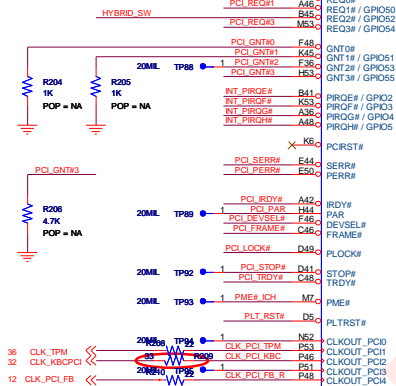 PCI_REQ#1 A46 REQ1# / GPIO50
HYBRID_SW B45 REQ2# / GPIO52
PCI_REQ#3 M53 REQ3# / GPIO54
PCI_GNT#0 F48 GNT0#
PCI_GNT#1 K45 GNT1# / GPIO51
20MIL TP88 1 PCI_GNT#2 F36 GNT2# / GPIO53
PCI_GNT#3 H53 GNT3# / GPIO55
R204 R205
1K 1K
POP = NA POP = NA
INT_PIRQE# B41 PIRQE# / GPIO2
INT_PIRQF# K53 PIRQF# / GPIO3
INT_PIRQG# A36 PIRQG# / GPIO4
INT_PIRQH# A48 PIRQH# / GPIO5
K6 PCIRST#
PCI_SERR# E44 SERR#
PCI_GNT#3 PCI_PERR# E50 PERR#
PCI_IRDY# A42 IRDY#
R206 20MIL TP89 1 PCI_PAR H44 PAR
4.7K PCI_DEVSEL# F46 DEVSEL#
POP = NA PCI_FRAME# C46 FRAME#
PCI_LOCK# D49 PLOCK#
20MIL TP92 1 PCI_STOP# D41 STOP#
PCI_TRDY# C48 TRDY#
20MIL TP93 1 PME#_ICH M7 PME#
PLT_RST# D5 PLTRST#
20MIL TP94 1 N52 CLKOUT_PCI0
R208 22
36 CLK_TPM CLK_PCI_TPM P53 CLKOUT_PCI1
32 CLK_KBCPCI 33 R209 CLK_PCI_KBC P46 CLKOUT_PCI2
20MIL TP95 1 P51 CLKOUT_PCI3
12 CLK_PCI_FB R210 22 CLK_PCI_FB_R P48 CLKOUT_PCI4